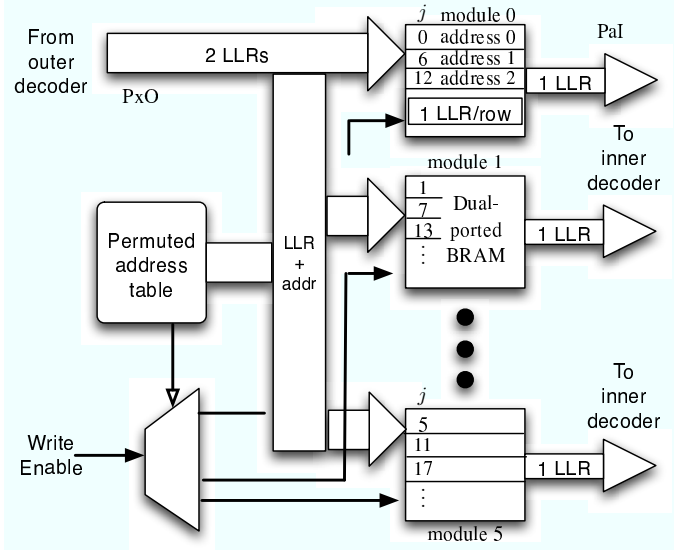 j module 0
From
outer
decoder
2 LLRs
PxO
0 address 0
6 address 1
12 address 2
1 LLR/row
PaI
1 LLR
To
inner
decoder
module 1
1
7
13
⋮
Dual-
ported
BRAM
1 LLR
Permuted
address
table
LLR
+
addr
j
5
11
17
⋮
To
inner
decoder
1 LLR
Write
Enable
module 5